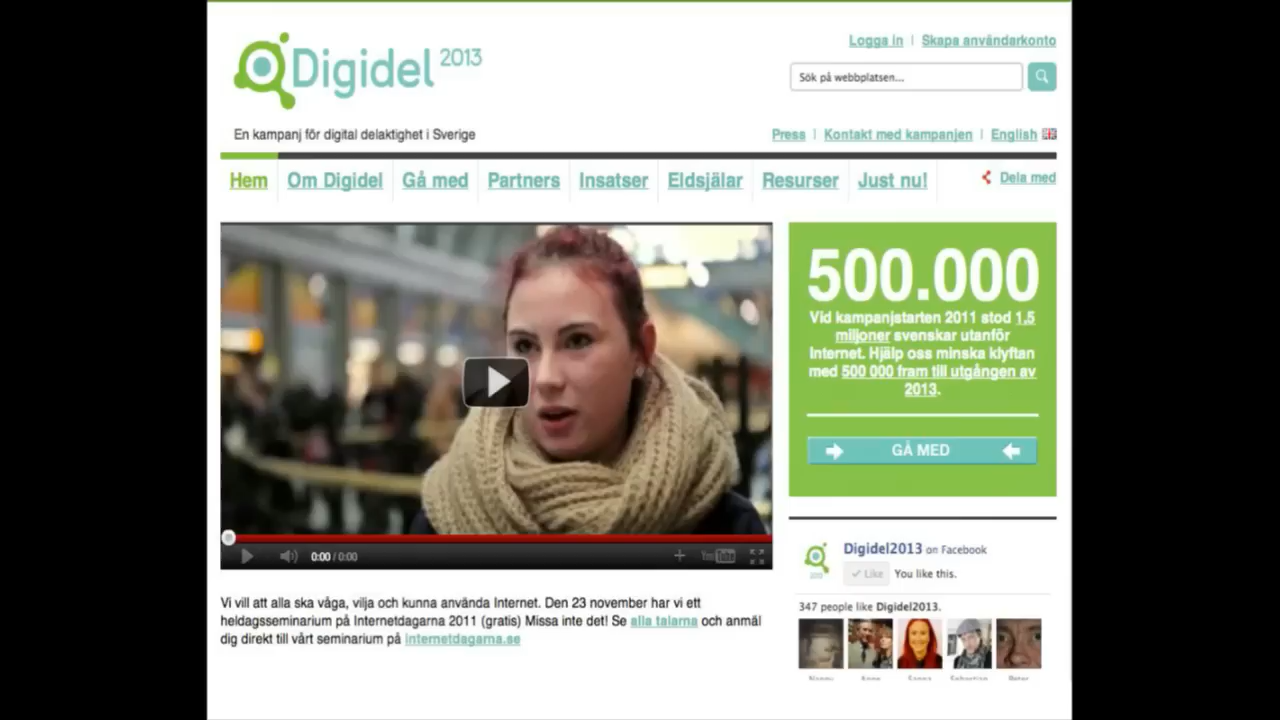 Digidel 2013
Logga in | Skapa användarkonto
Sök på webbplatsen...
En kampanj för digital delaktighet i Sverige
Press | Kontakt med kampanjen | English
Hem Om Digidel Gå med Partners Insatser Eldsjälar Resurser Just nu! Dela med
500.000
Vid kampanjstarten 2011 stod 1,5
miljoner svenskar utanför
Internet. Hjälp oss minska klyftan
med 500 000 fram till utgången av
2013.
GÅ MED
0:00 / 0:00
YouTube
Digidel2013 on Facebook
Like You like this.
347 people like Digidel2013.
Vi vill att alla ska våga, vilja och kunna använda Internet. Den 23 november har vi ett
heldagsseminarium på Internetdagarna 2011 (gratis) Missa inte det! Se alla talarna och anmäl
dig direkt till vårt seminarium på internetdagarna.se